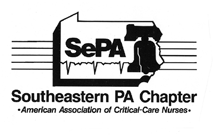 SePA
Southeastern PA Chapter
•American Association of Critical-Care Nurses•